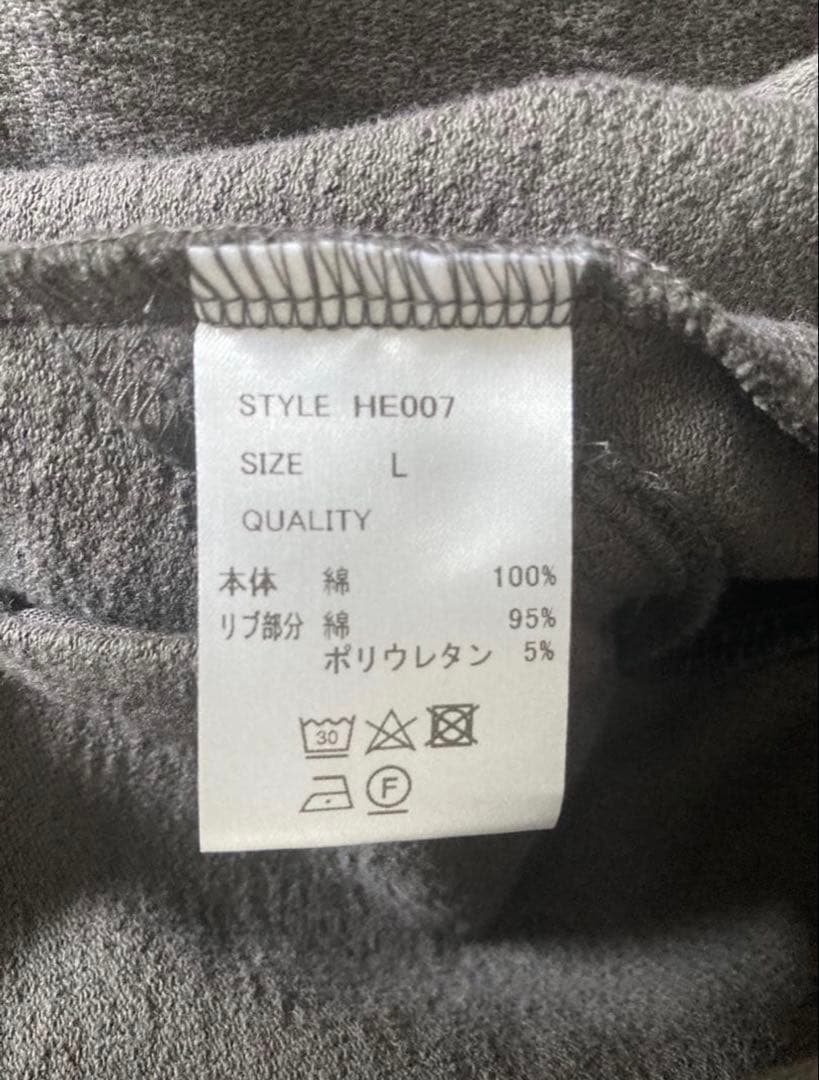 STYLE HE007
SIZE L
QUALITY
本体 綿 100%
リブ部分 綿 95%
ポリウレタン 5%
30
F